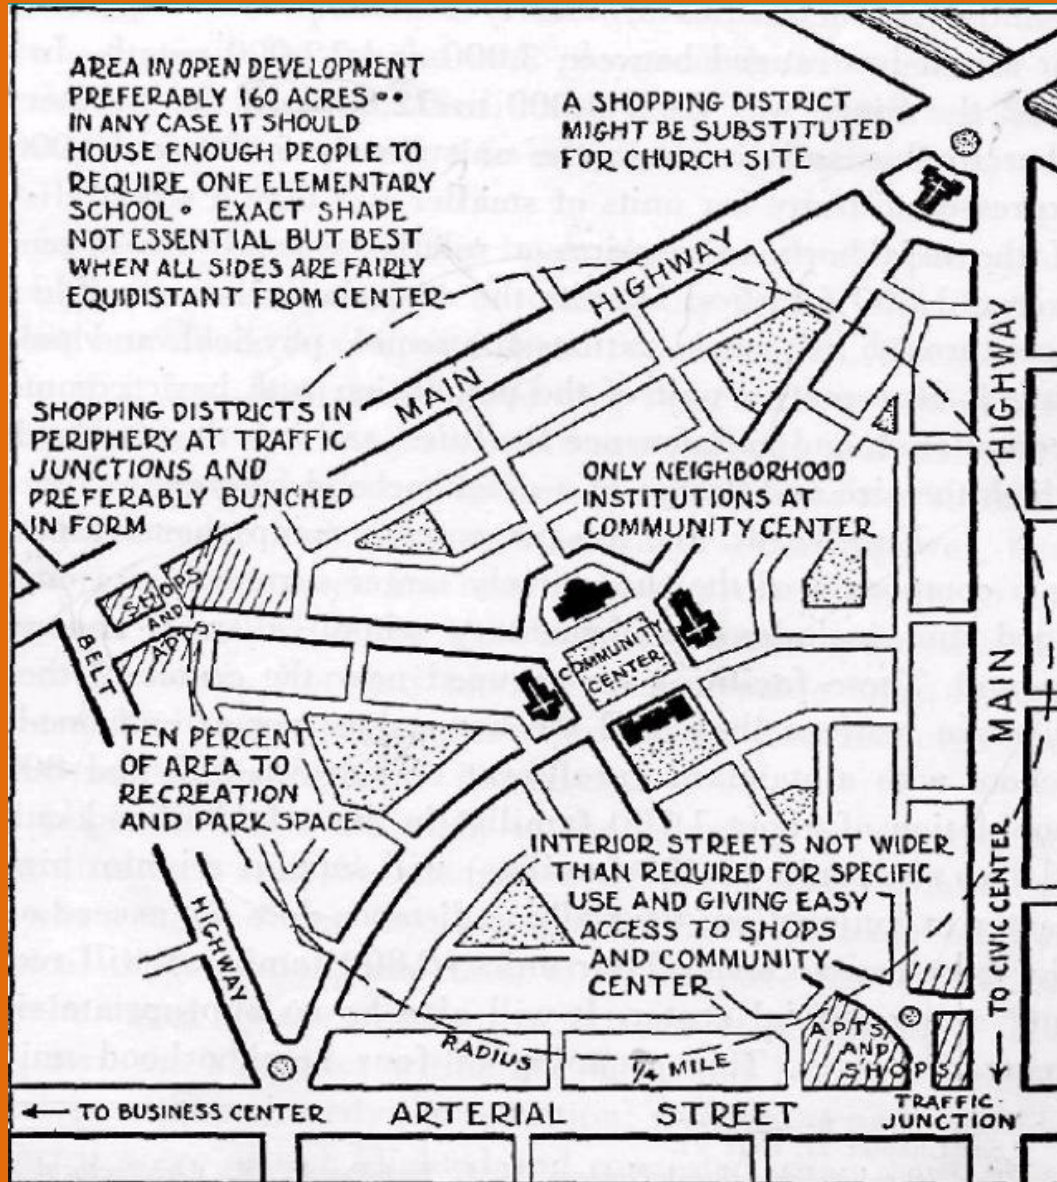 AREA IN OPEN DEVELOPMENT
PREFERABLY 160 ACRES **
IN ANY CASE IT SHOULD
HOUSE ENOUGH PEOPLE TO
REQUIRE ONE ELEMENTARY
SCHOOL • EXACT SHAPE
NOT ESSENTIAL BUT BEST
WHEN ALL SIDES ARE FAIRLY
EQUIDISTANT FROM CENTER
A SHOPPING DISTRICT
MIGHT BE SUBSTITUTED
FOR CHURCH SITE
MAIN HIGHWAY
SHOPPING DISTRICTS IN
PERIPHERY AT TRAFFIC
JUNCTIONS AND
PREFERABLY BUNCHED
IN FORM
ONLY NEIGHBORHOOD
INSTITUTIONS AT
COMMUNITY CENTER
MAIN HIGHWAY
SHOPS
AND
APTS
BELT
HIGHWAY
COMMUNITY
CENTER
TEN PERCENT
OF AREA TO
RECREATION
AND PARK SPACE
INTERIOR STREETS NOT WIDER
THAN REQUIRED FOR SPECIFIC
USE AND GIVING EASY
ACCESS TO SHOPS
AND COMMUNITY
CENTER
TO CIVIC CENTER
RADIUS 1/4 MILE
APTS
AND
SHOPS
TRAFFIC
JUNCTION
← TO BUSINESS CENTER
ARTERIAL STREET